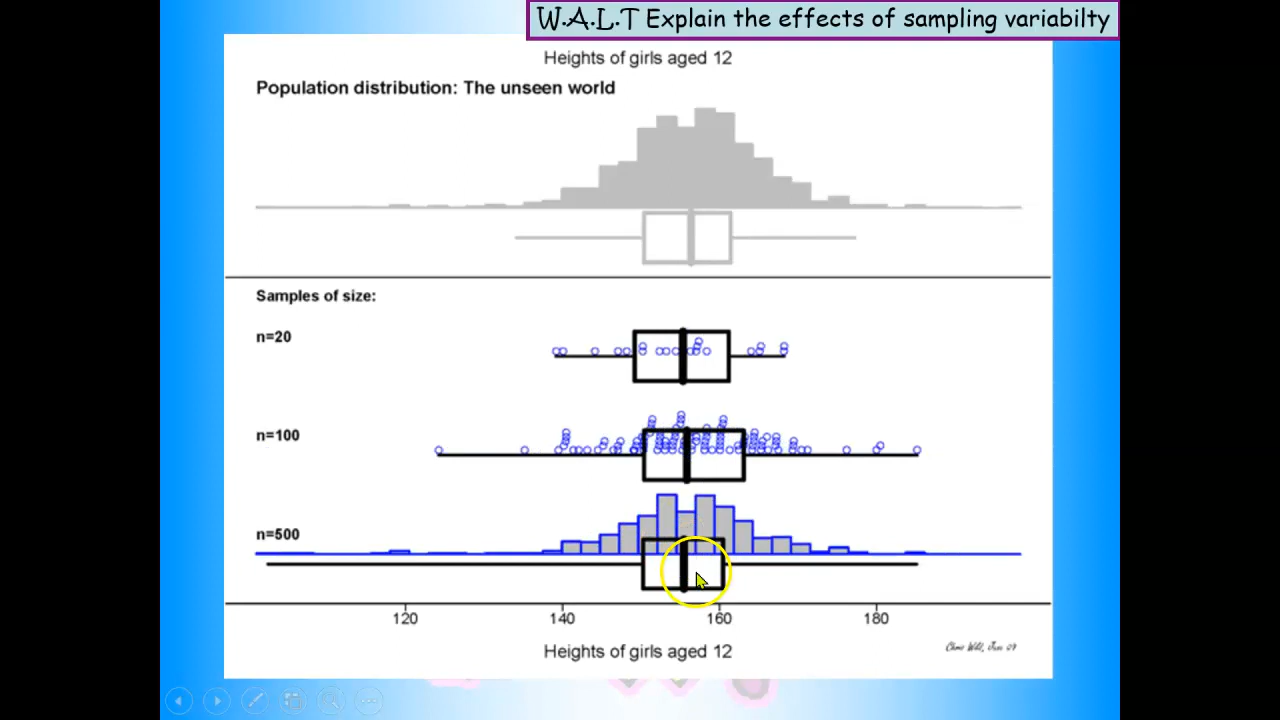 W.A.L.T Explain the effects of sampling variabilty
Heights of girls aged 12
Population distribution: The unseen world
Samples of size:
n=20
n=100
n=500
120 140 160 180
Heights of girls aged 12